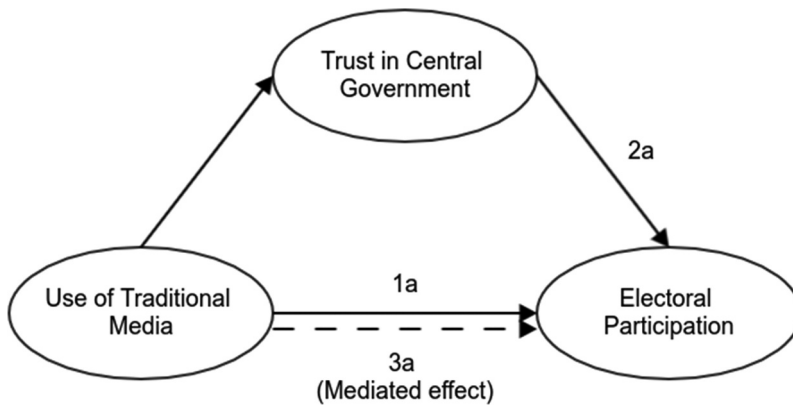 Trust in Central
Government
2a
Use of Traditional
Media
1a
Electoral
Participation
3a
(Mediated effect)